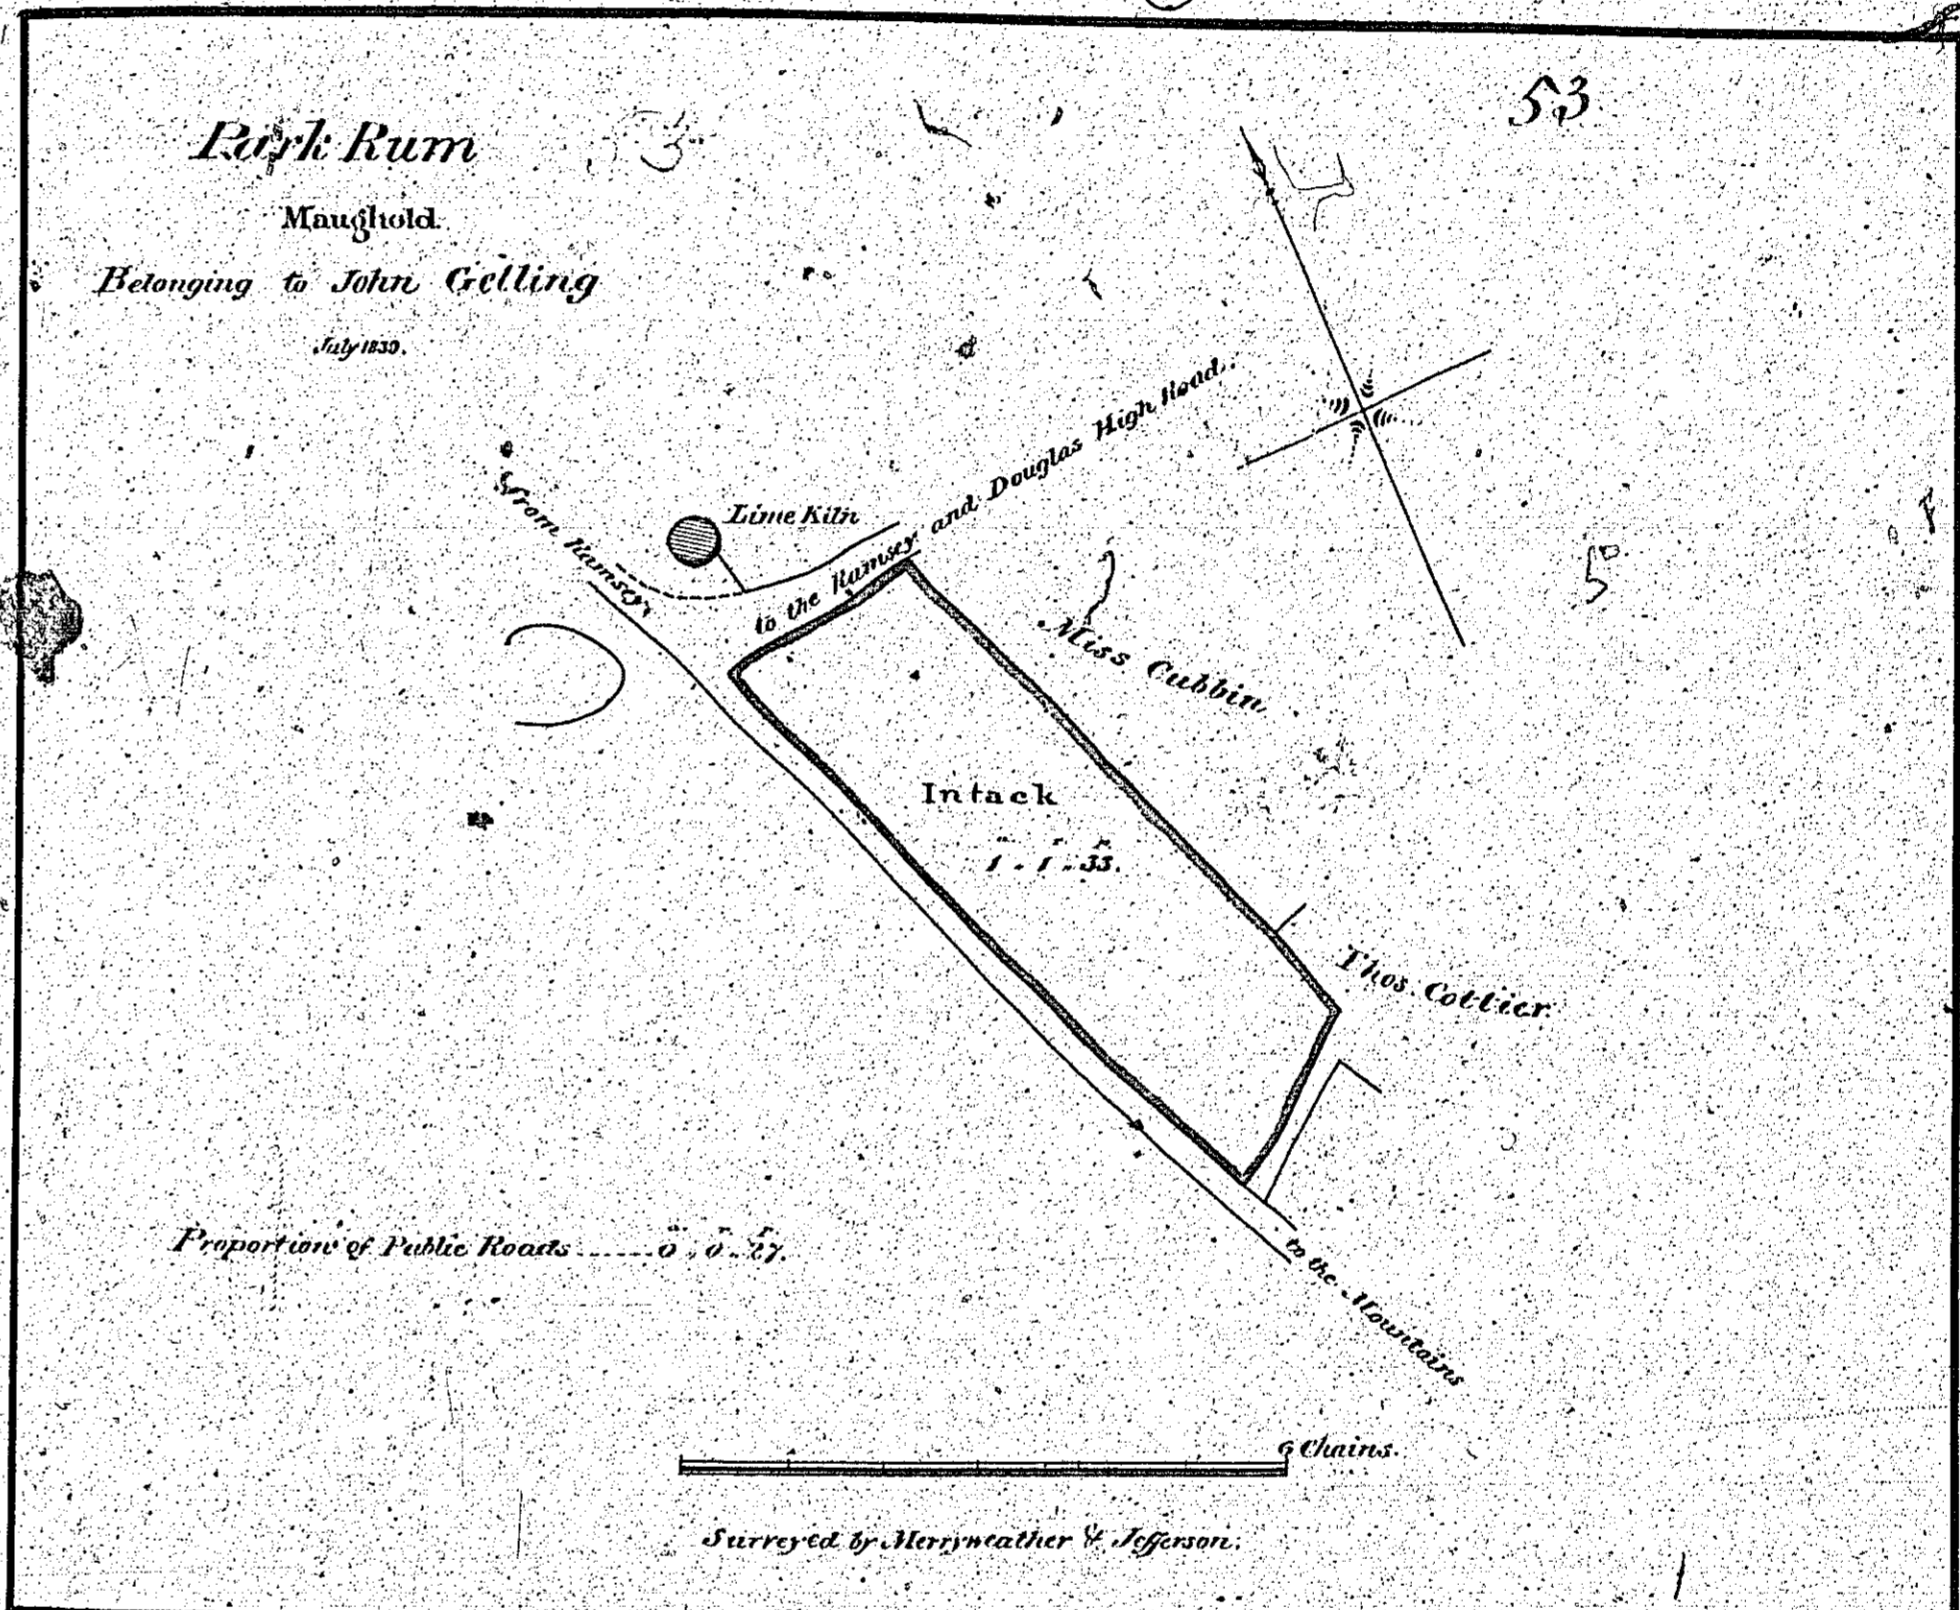 53
Park Rum
Maughold.
Belonging to John Gelling
July 1839.
From Ramsey
Lime Kiln
to the Ramsey and Douglas High Road.
5
Miss Cubbin
Intack
a r p
1 . 1 . 33.
Thos. Cottier
Proportion of Public Roads ...... 0 . 0 . 27.
to the Mountains
6 Chains.
Surveyed by Merryweather & Jefferson.